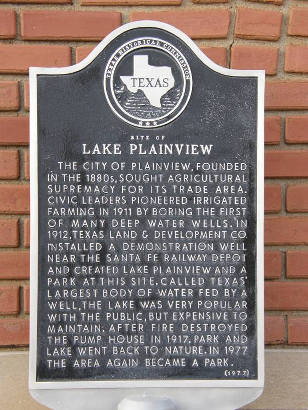 TEXAS HISTORICAL COMMISSION
TEXAS
SITE OF
LAKE PLAINVIEW
THE CITY OF PLAINVIEW, FOUNDED
IN THE 1880s, SOUGHT AGRICULTURAL
SUPREMACY FOR ITS TRADE AREA.
CIVIC LEADERS PIONEERED IRRIGATED
FARMING IN 1911 BY BORING THE FIRST
OF MANY DEEP WATER WELLS. IN
1912, TEXAS LAND & DEVELOPMENT CO.
INSTALLED A DEMONSTRATION WELL
NEAR THE SANTA FE RAILWAY DEPOT
AND CREATED LAKE PLAINVIEW AND A
PARK AT THIS SITE. CALLED TEXAS'
LARGEST BODY OF WATER FED BY A
WELL, THE LAKE WAS VERY POPULAR
WITH THE PUBLIC, BUT EXPENSIVE TO
MAINTAIN. AFTER FIRE DESTROYED
THE PUMP HOUSE IN 1917, PARK AND
LAKE WENT BACK TO NATURE. IN 1977
THE AREA AGAIN BECAME A PARK.
(1977)